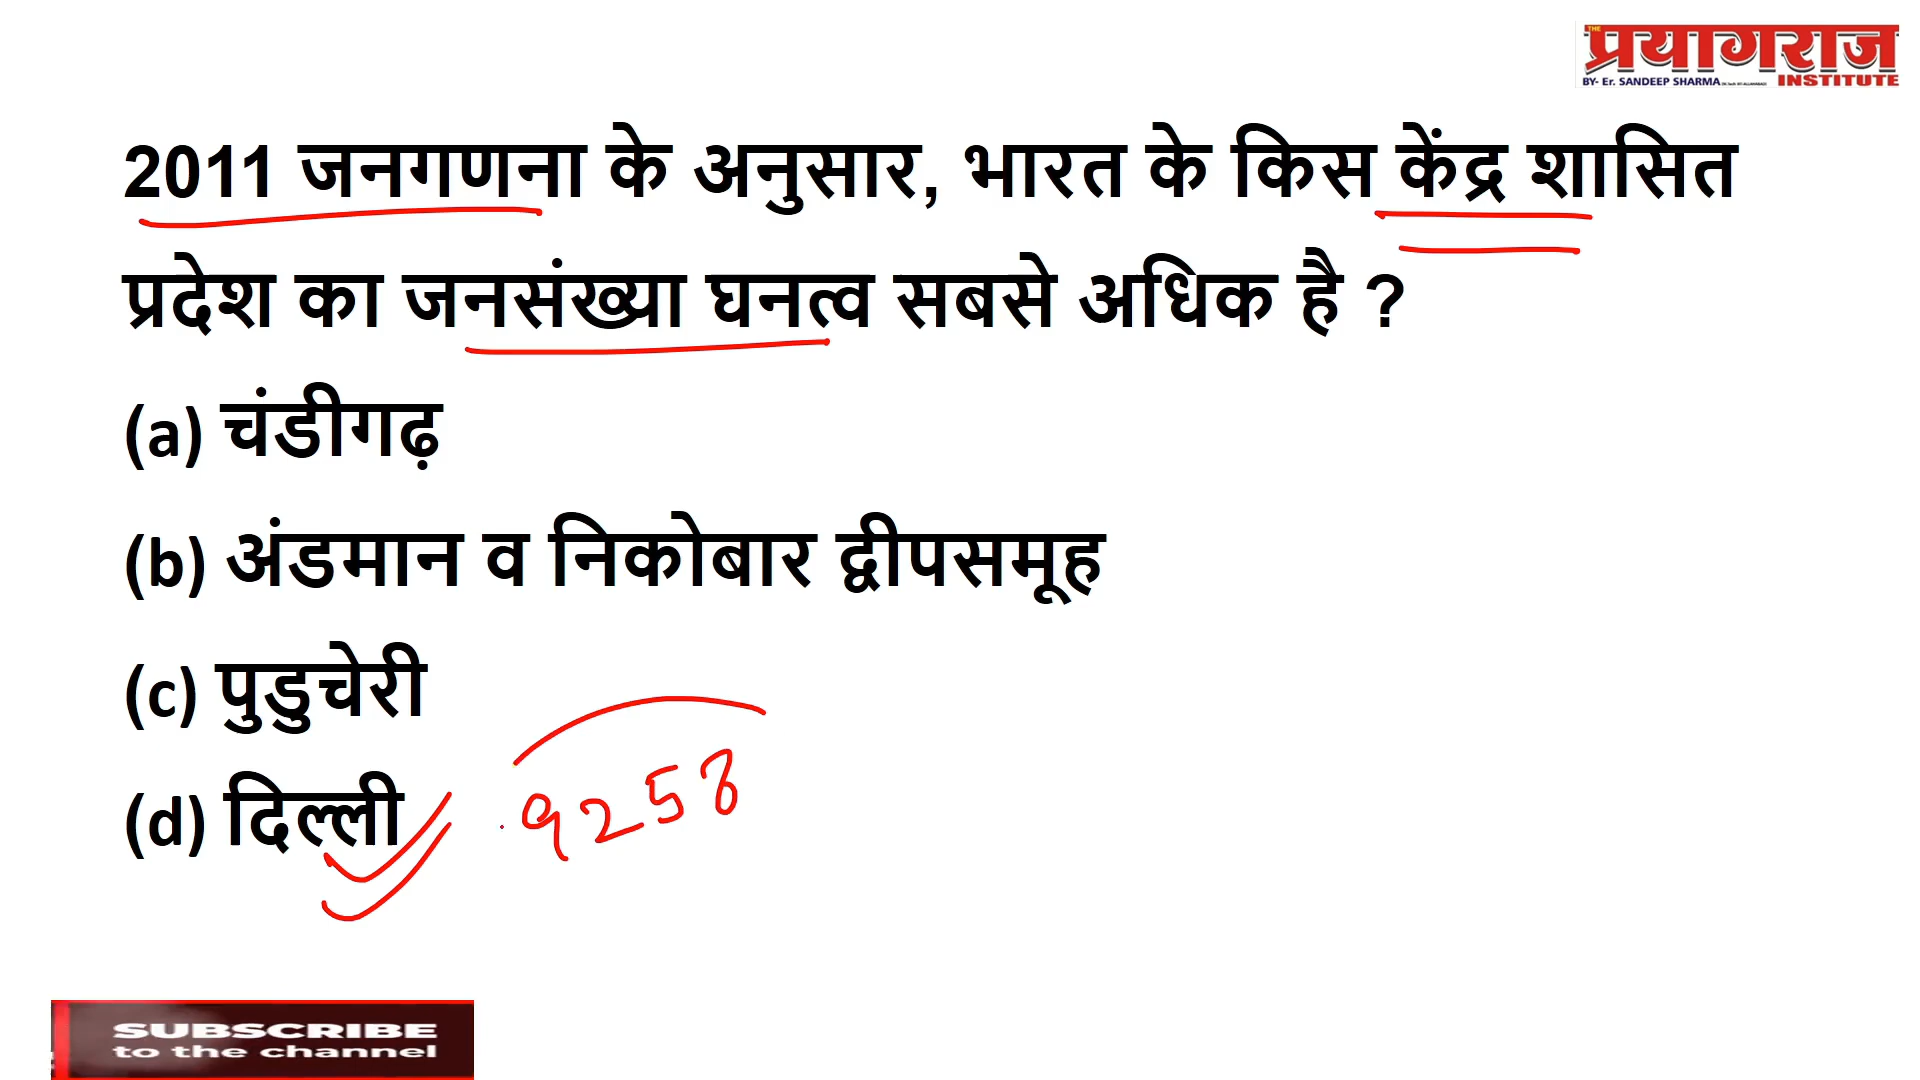 THE प्रयागराज
BY- Er. SANDEEP SHARMA INSTITUTE
2011 जनगणना के अनुसार, भारत के किस केंद्र शासित
प्रदेश का जनसंख्या घनत्व सबसे अधिक है ?
(a) चंडीगढ़
(b) अंडमान व निकोबार द्वीपसमूह
(c) पुडुचेरी
(d) दिल्ली 9258
SUBSCRIBE
to the channel